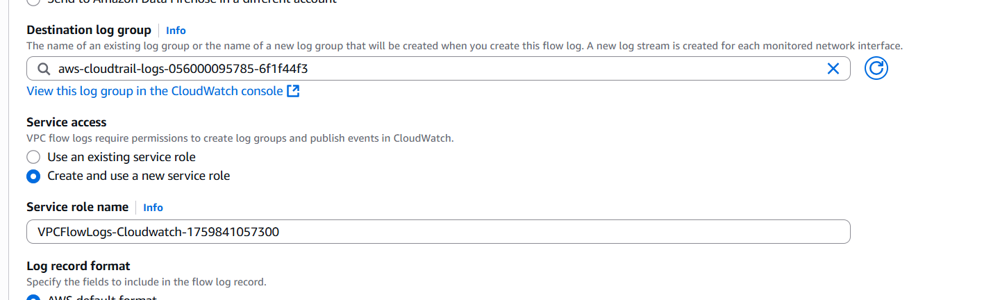 Send to Amazon Data Firehose in a different account
Destination log group Info
The name of an existing log group or the name of a new log group that will be created when you create this flow log. A new log stream is created for each monitored network interface.
aws-cloudtrail-logs-056000095785-6f1f44f3
View this log group in the CloudWatch console
Service access
VPC flow logs require permissions to create log groups and publish events in CloudWatch.
Use an existing service role
Create and use a new service role
Service role name Info
VPCFlowLogs-Cloudwatch-1759841057300
Log record format
Specify the fields to include in the flow log record.
AWS default format